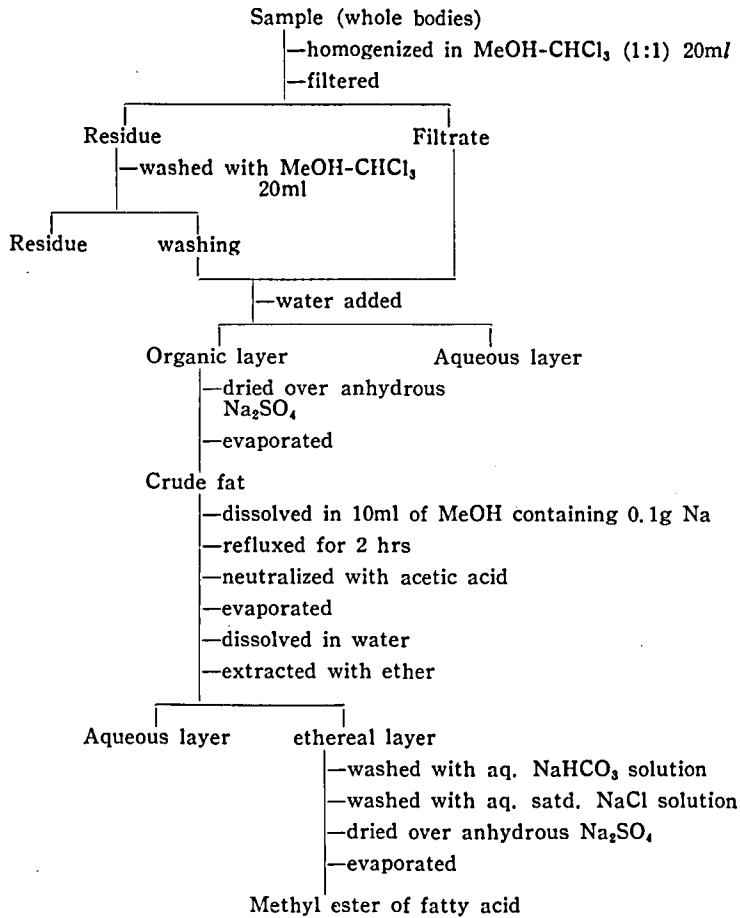 Sample (whole bodies)
—homogenized in MeOH-CHCl₃ (1:1) 20ml
—filtered
Residue Filtrate
—washed with MeOH-CHCl₃
20ml
Residue washing
—water added
Organic layer Aqueous layer
—dried over anhydrous
Na₂SO₄
—evaporated
Crude fat
—dissolved in 10ml of MeOH containing 0.1g Na
—refluxed for 2 hrs
—neutralized with acetic acid
—evaporated
—dissolved in water
—extracted with ether
Aqueous layer ethereal layer
—washed with aq. NaHCO₃ solution
—washed with aq. satd. NaCl solution
—dried over anhydrous Na₂SO₄
—evaporated
Methyl ester of fatty acid